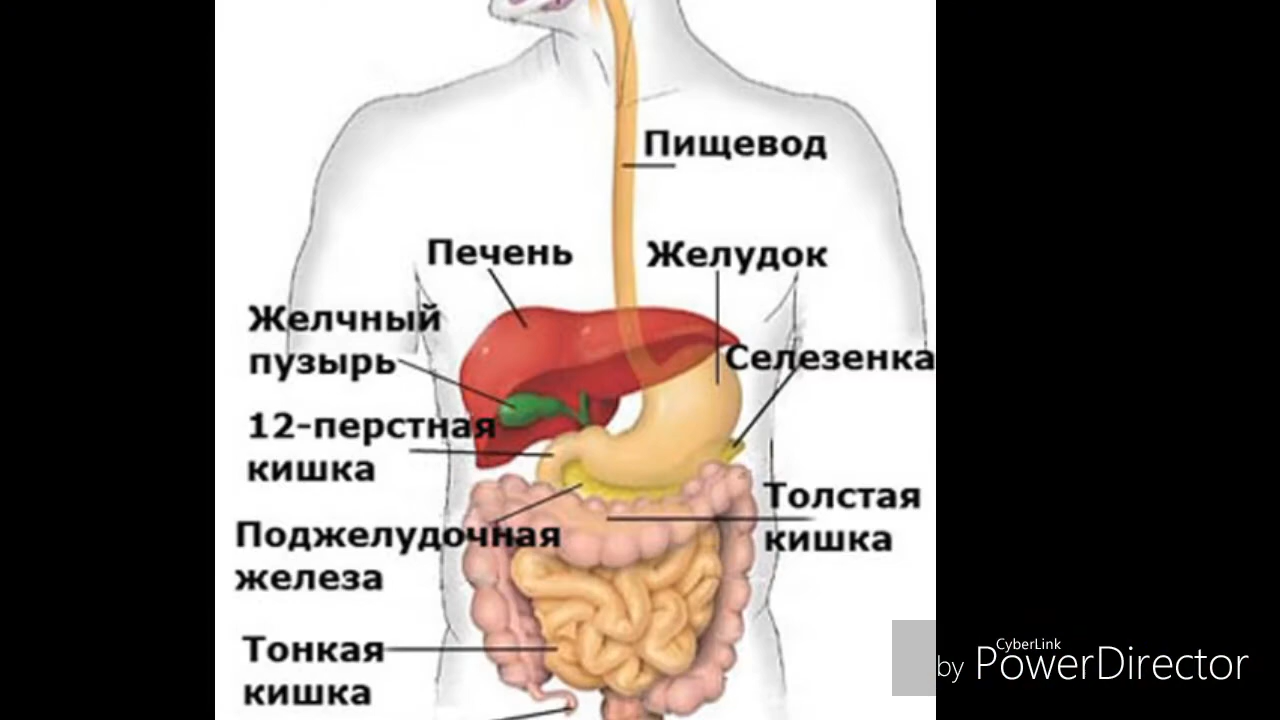 Пищевод
Печень
Желудок
Желчный
пузырь
Селезенка
12-перстная
кишка
Толстая
кишка
Поджелудочная
железа
Тонкая
кишка
CyberLink
by PowerDirector